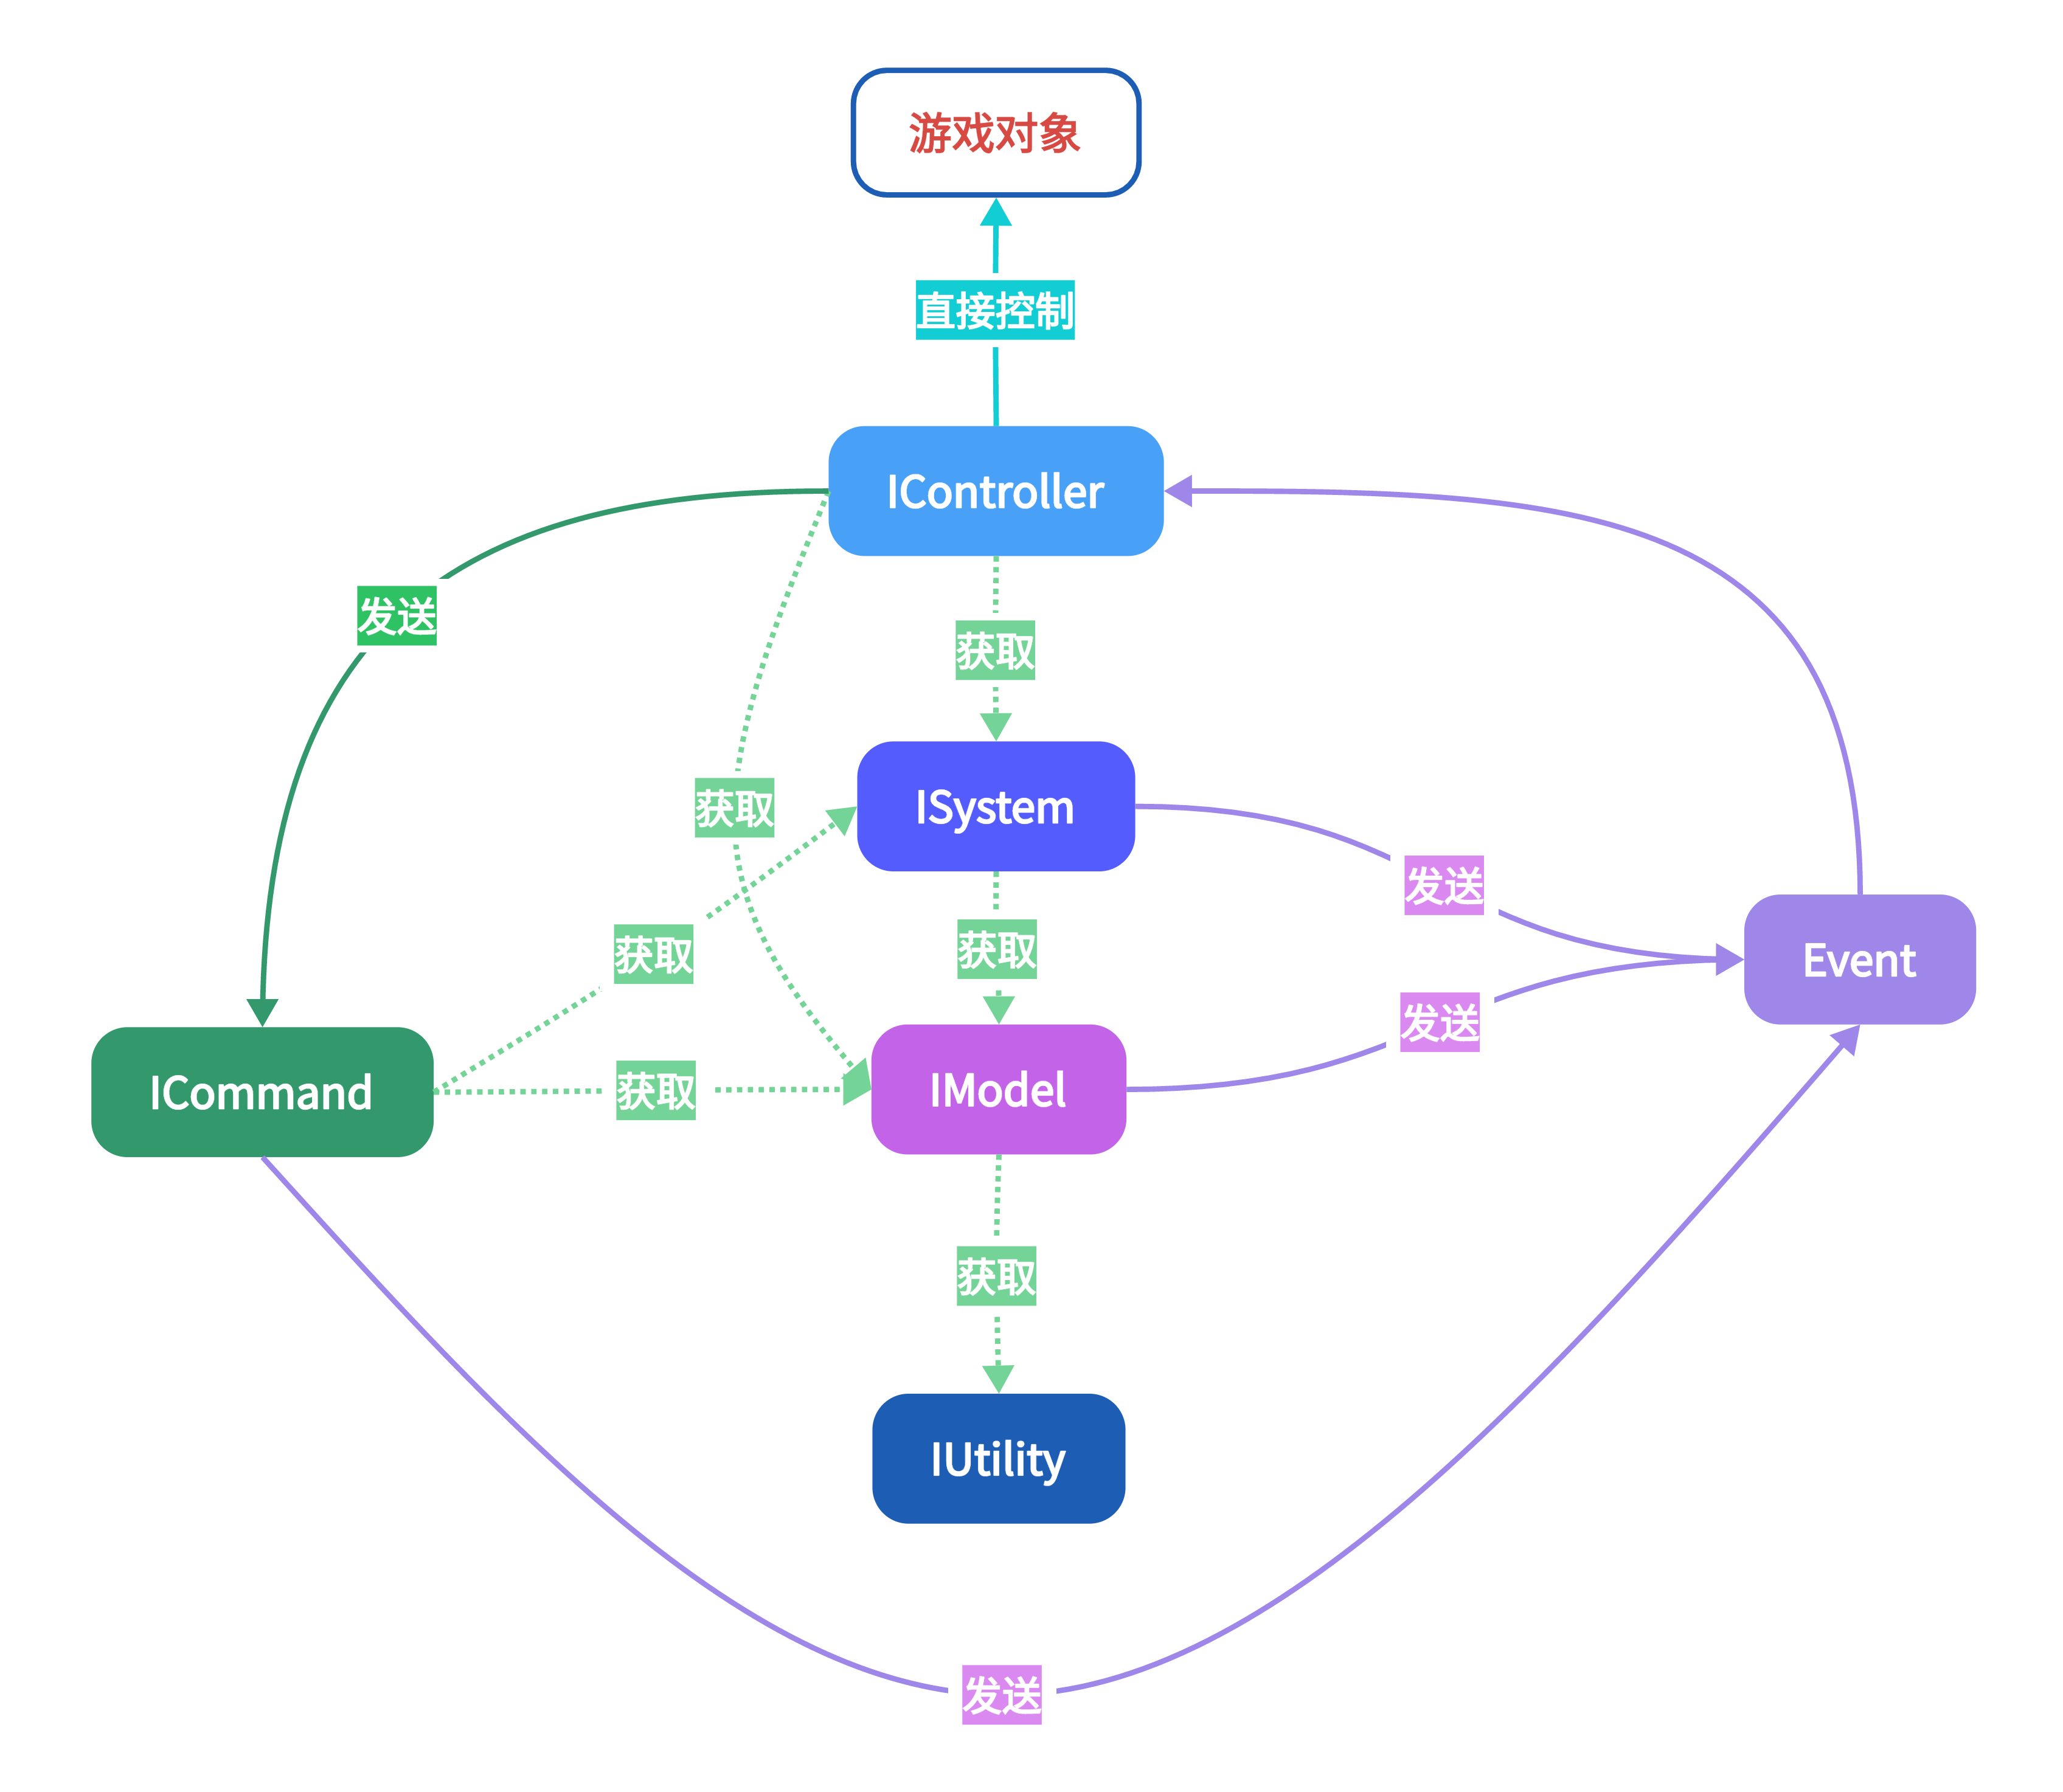 游戏对象
直接控制
IController
发送
获取
获取
ISystem
发送
获取
获取
Event
发送
ICommand
获取
IModel
获取
IUtility
发送